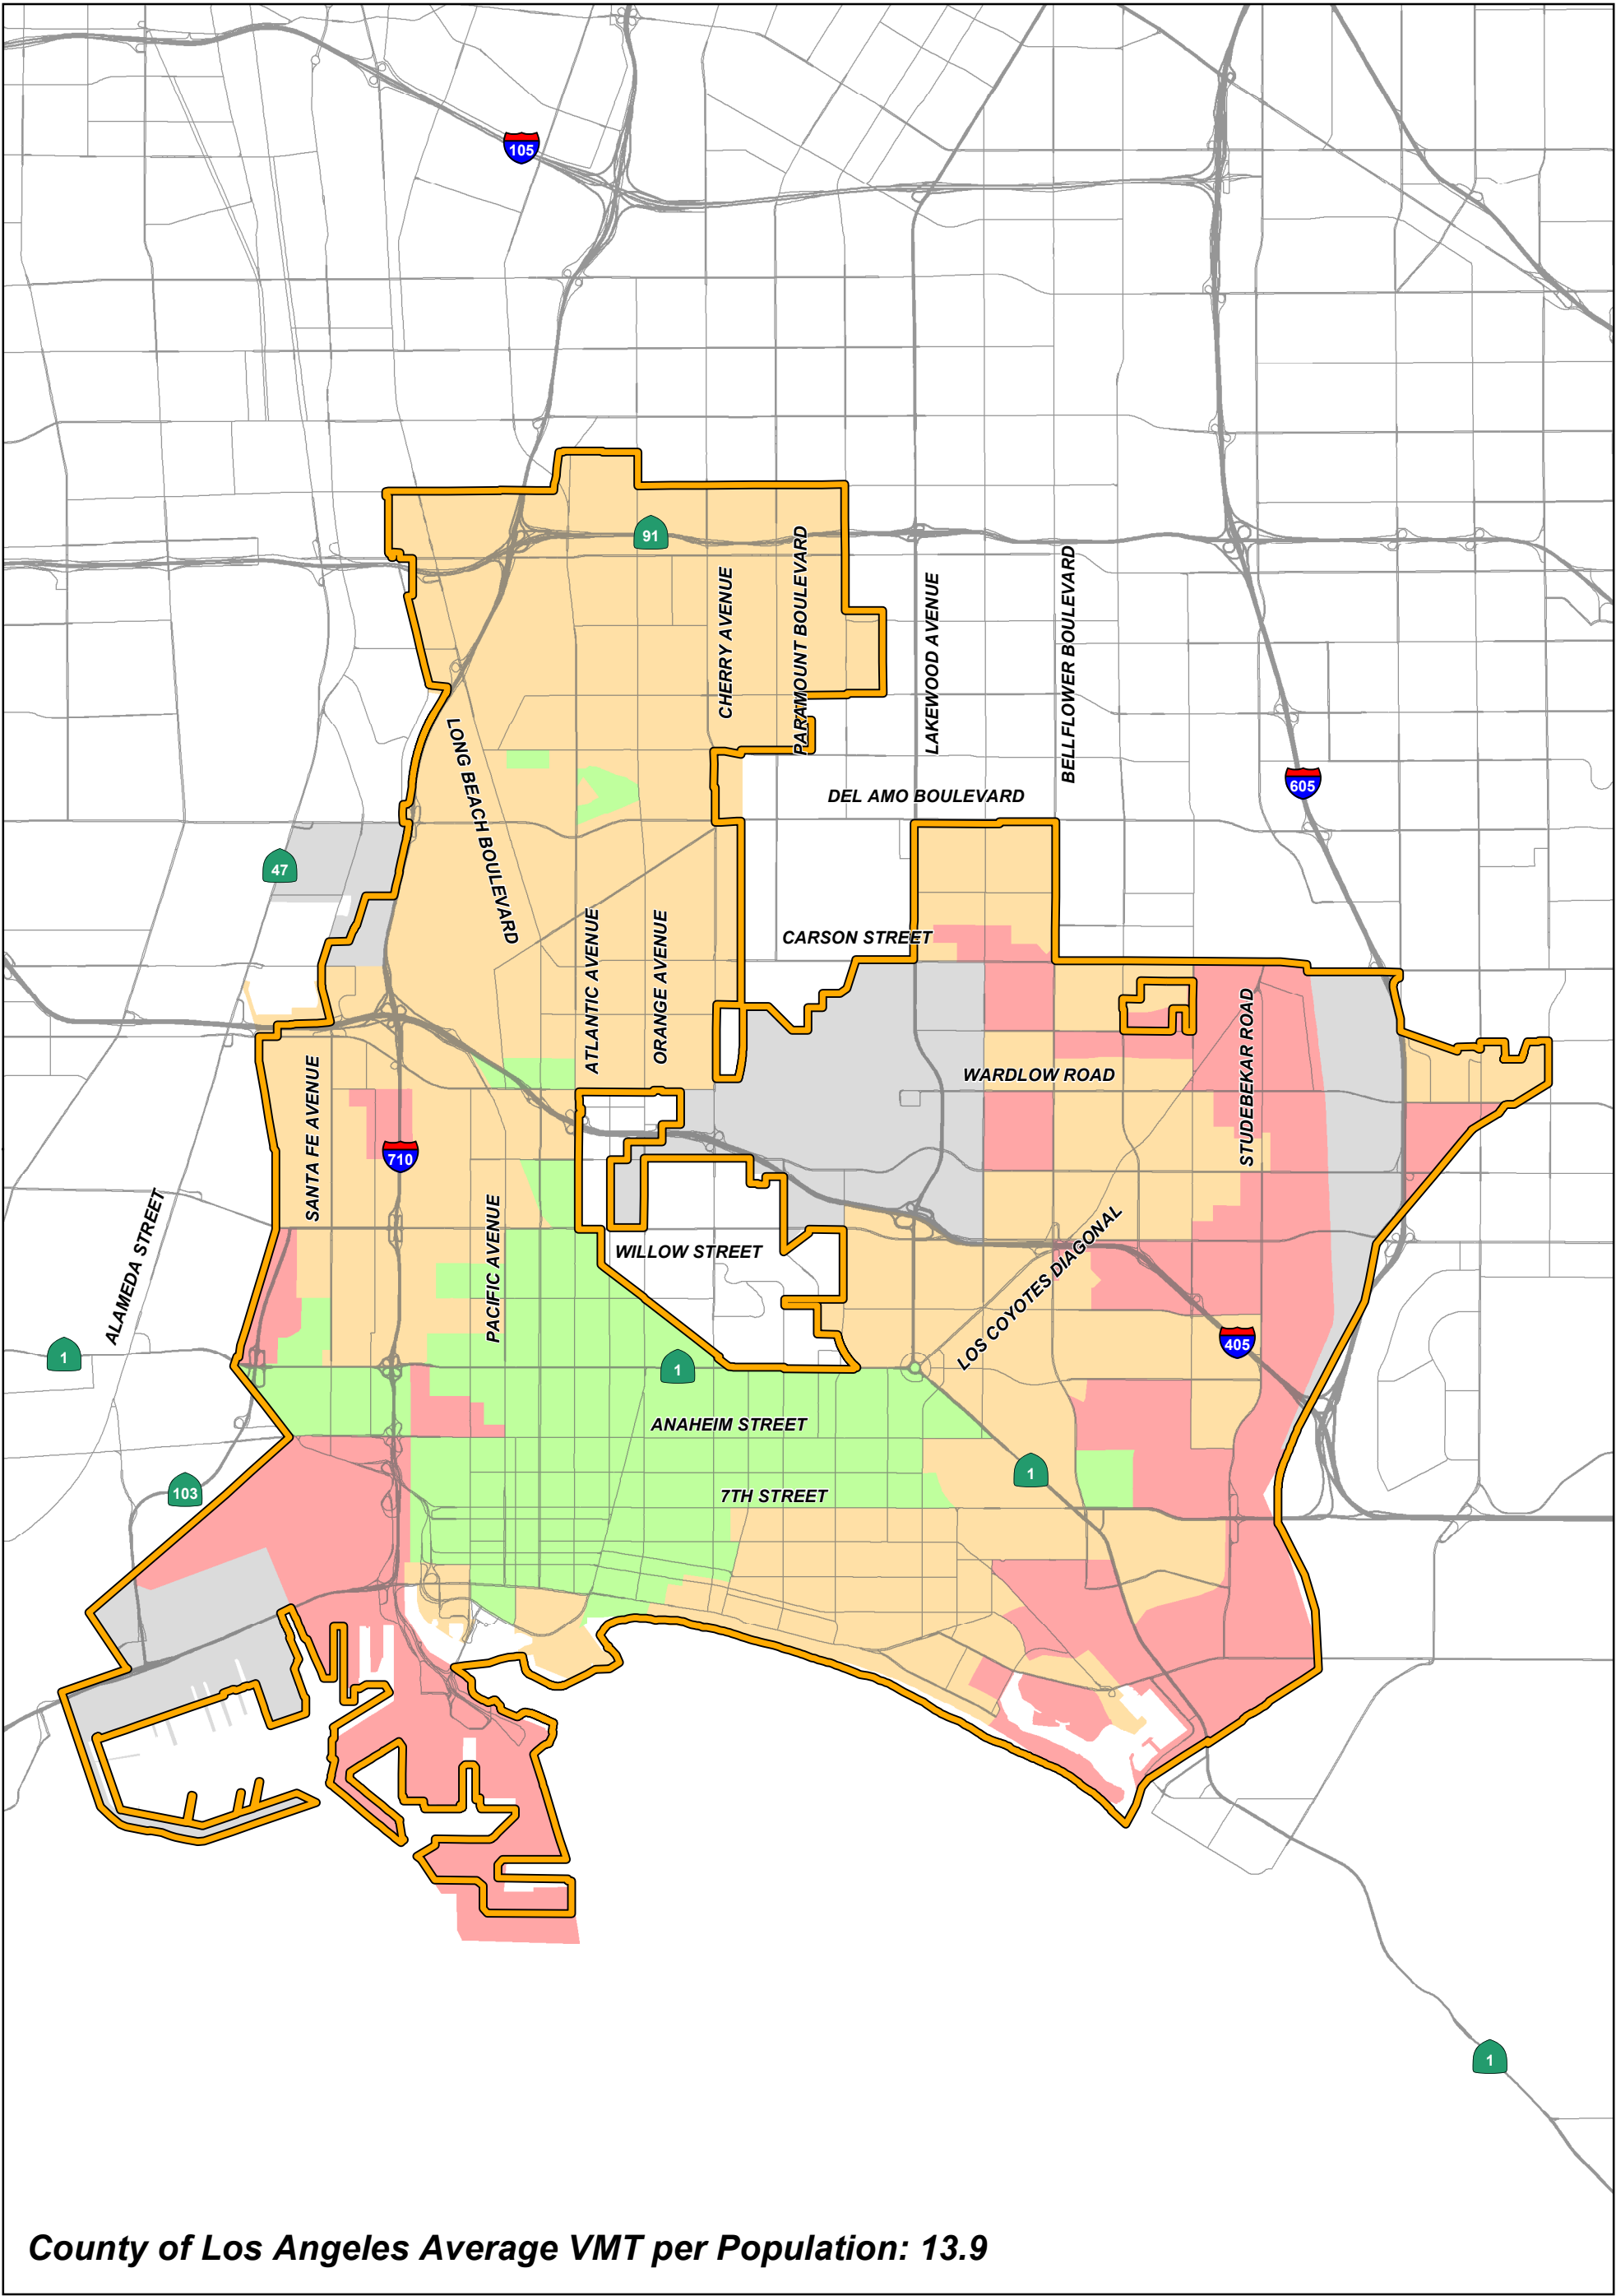 105
91
CHERRY AVENUE
PARAMOUNT BOULEVARD
LAKEWOOD AVENUE
BELLFLOWER BOULEVARD
LONG BEACH BOULEVARD
605
DEL AMO BOULEVARD
47
ATLANTIC AVENUE
ORANGE AVENUE
CARSON STREET
STUDEBEKAR ROAD
SANTA FE AVENUE
WARDLOW ROAD
710
ALAMEDA STREET
PACIFIC AVENUE
WILLOW STREET
LOS COYOTES DIAGONAL
405
1
1
ANAHEIM STREET
1
103
7TH STREET
1
County of Los Angeles Average VMT per Population: 13.9